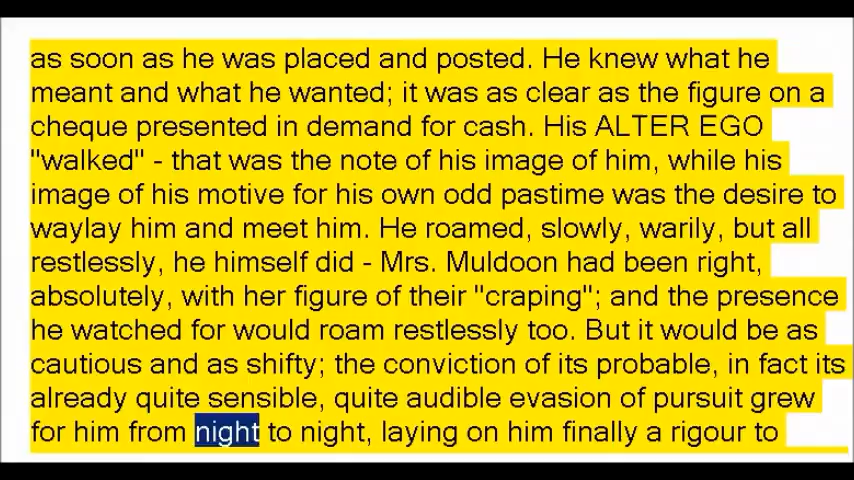 as soon as he was placed and posted. He knew what he
meant and what he wanted; it was as clear as the figure on a
cheque presented in demand for cash. His ALTER EGO
"walked" - that was the note of his image of him, while his
image of his motive for his own odd pastime was the desire to
waylay him and meet him. He roamed, slowly, warily, but all
restlessly, he himself did - Mrs. Muldoon had been right,
absolutely, with her figure of their "craping"; and the presence
he watched for would roam restlessly too. But it would be as
cautious and as shifty; the conviction of its probable, in fact its
already quite sensible, quite audible evasion of pursuit grew
for him from night to night, laying on him finally a rigour to